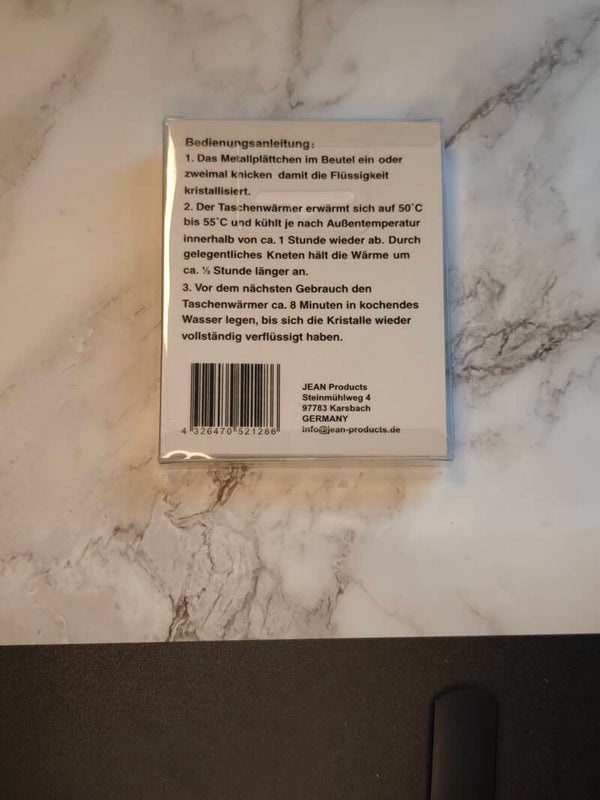 Bedienungsanleitung:
1. Das Metallplättchen im Beutel ein oder
zweimal knicken damit die Flüssigkeit
kristallisiert.
2. Der Taschenwärmer erwärmt sich auf 50°C
bis 55°C und kühlt je nach Außentemperatur
innerhalb von ca. 1 Stunde wieder ab. Durch
gelegentliches Kneten hält die Wärme um
ca. ½ Stunde länger an.
3. Vor dem nächsten Gebrauch den
Taschenwärmer ca. 8 Minuten in kochendes
Wasser legen, bis sich die Kristalle wieder
vollständig verflüssigt haben.
JEAN Products
Steinmühlweg 4
97783 Karsbach
GERMANY
info@jean-products.de
4 326470 521286